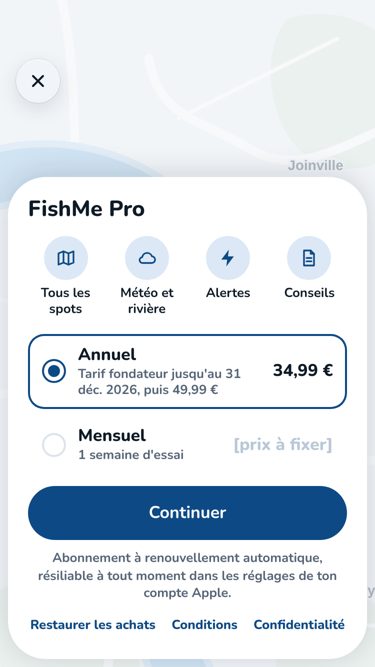 Joinville
FishMe Pro
Tous les
spots
Météo et
rivière
Alertes
Conseils
Annuel
Tarif fondateur jusqu'au 31
déc. 2026, puis 49,99 €
34,99 €
Mensuel
1 semaine d'essai
[prix à fixer]
Continuer
Abonnement à renouvellement automatique,
résiliable à tout moment dans les réglages de ton
compte Apple.
Restaurer les achats
Conditions
Confidentialité